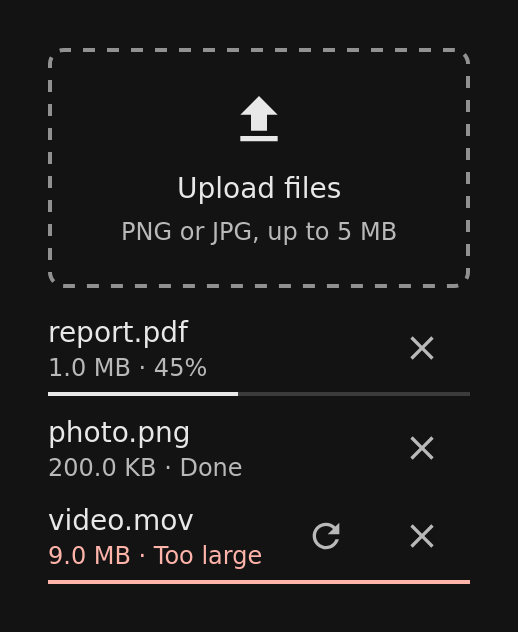 Upload files
PNG or JPG, up to 5 MB
report.pdf
1.0 MB · 45%
photo.png
200.0 KB · Done
video.mov
9.0 MB · Too large